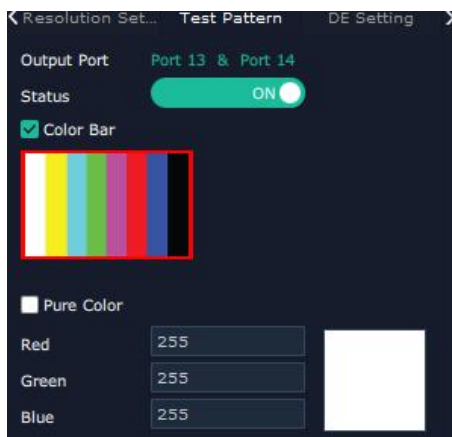 Resolution Set... Test Pattern DE Setting
Output Port Port 13 & Port 14
Status ON
Color Bar
Pure Color
Red 255
Green 255
Blue 255